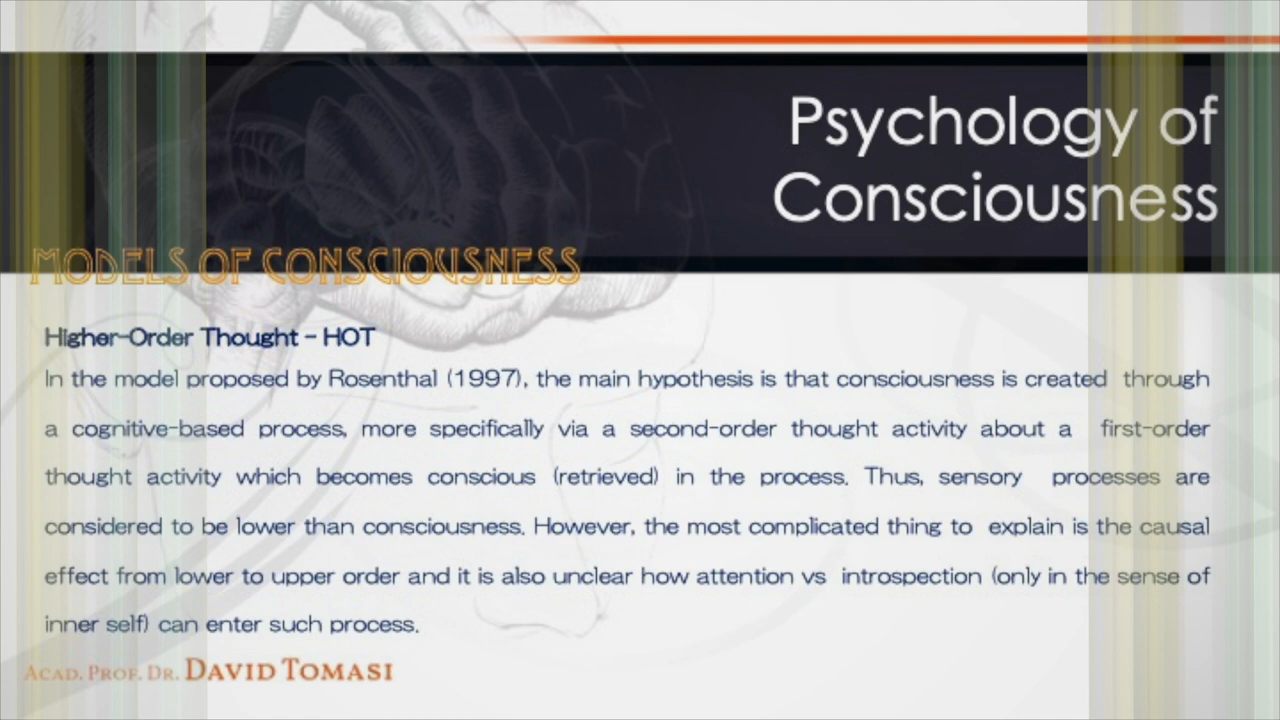 Psychology of
Consciousness
MODELS OF CONSCIOUSNESS
Higher-Order Thought - HOT
In the model proposed by Rosenthal (1997), the main hypothesis is that consciousness is created through
a cognitive-based process, more specifically via a second-order thought activity about a first-order
thought activity which becomes conscious (retrieved) in the process. Thus, sensory processes are
considered to be lower than consciousness. However, the most complicated thing to explain is the causal
effect from lower to upper order and it is also unclear how attention vs introspection (only in the sense of
inner self) can enter such process.
ACAD. PROF. DR. DAVID TOMASI